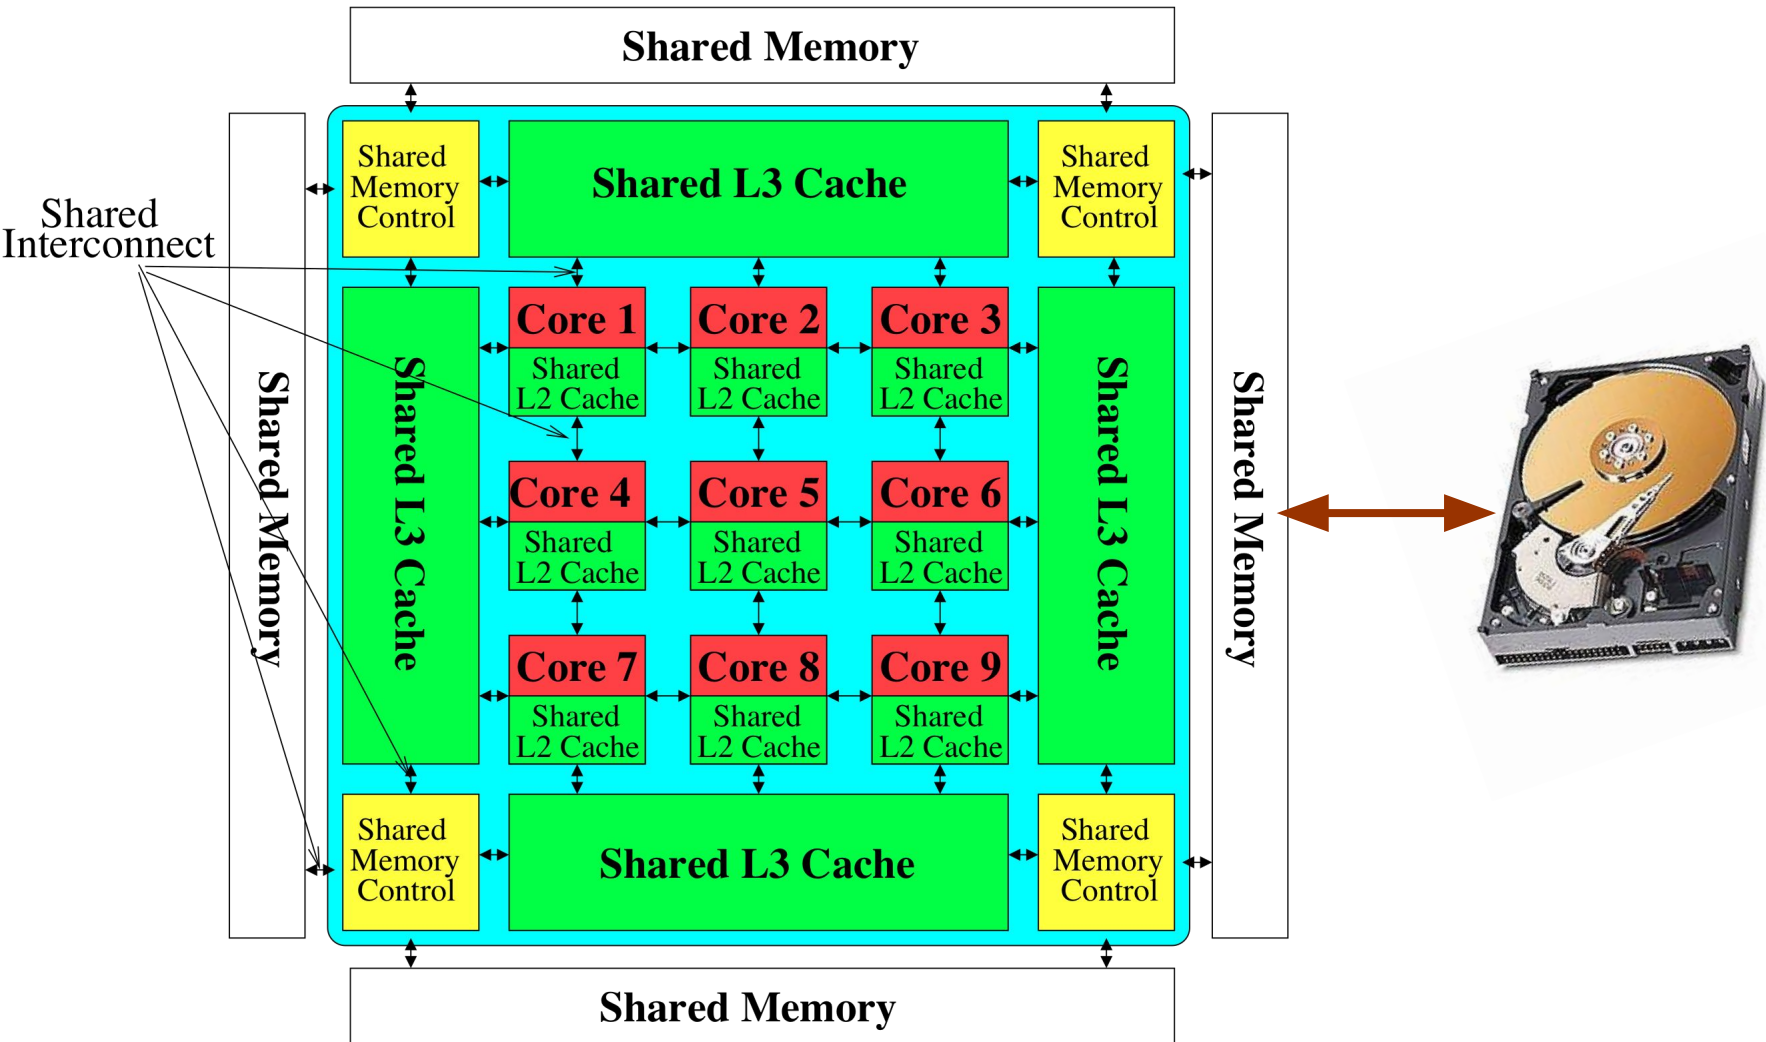 Shared Memory
Shared
Memory
Control
Shared L3 Cache
Shared
Memory
Control
Shared
Interconnect
Shared Memory
Shared L3 Cache
Core 1
Shared
L2 Cache
Core 2
Shared
L2 Cache
Core 3
Shared
L2 Cache
Core 4
Shared
L2 Cache
Core 5
Shared
L2 Cache
Core 6
Shared
L2 Cache
Core 7
Shared
L2 Cache
Core 8
Shared
L2 Cache
Core 9
Shared
L2 Cache
Shared L3 Cache
Shared Memory
Shared
Memory
Control
Shared L3 Cache
Shared
Memory
Control
Shared Memory